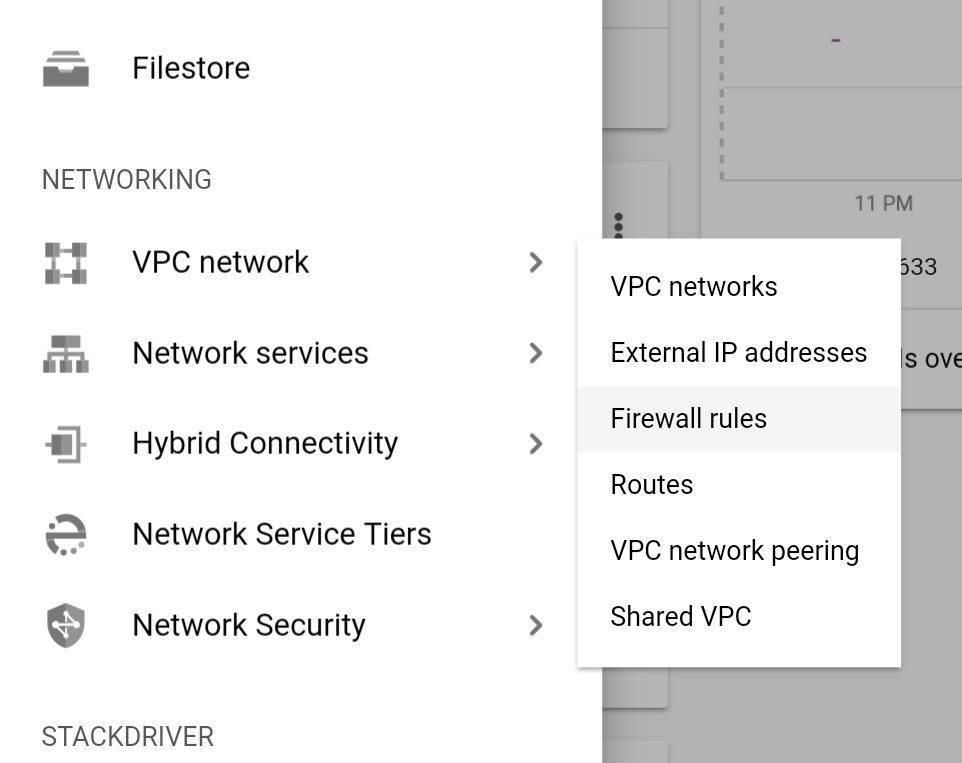 Filestore
NETWORKING
VPC network
Network services
Hybrid Connectivity
Network Service Tiers
Network Security
STACKDRIVER
VPC networks
External IP addresses
Firewall rules
Routes
VPC network peering
Shared VPC
11 PM
633
ls ove